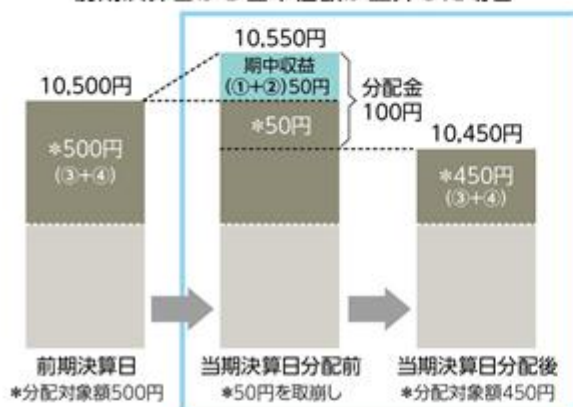 10,550円
10,500円
期中収益
(①+②)50円
分配金
100円
*50円
*500円
(③+④)
10,450円
*450円
(③+④)
前期決算日
*分配対象額500円
当期決算日分配前
*50円を取崩し
当期決算日分配後
*分配対象額450円